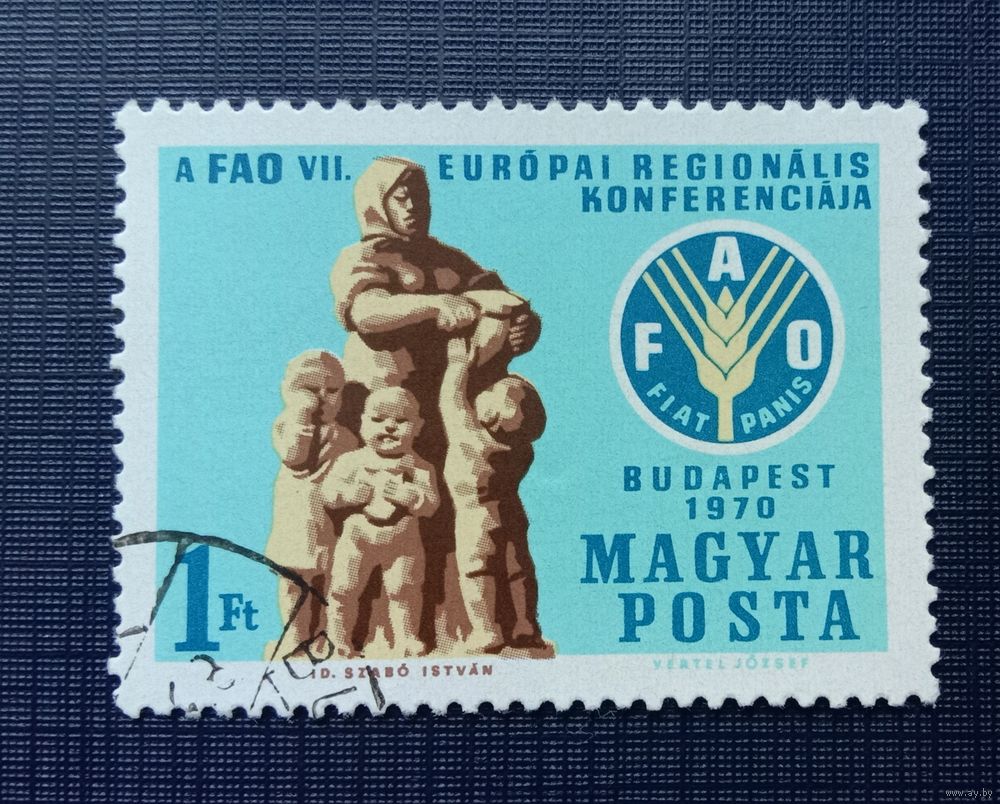 A FAO VII. EURÓPAI REGIONÁLIS
KONFERENCIÁJA
F A O
FIAT PANIS
BUDAPEST
1970
MAGYAR
POSTA
1 Ft
ID. SZABÓ ISTVÁN
VERTEL JÓZSEF
www.ay.by